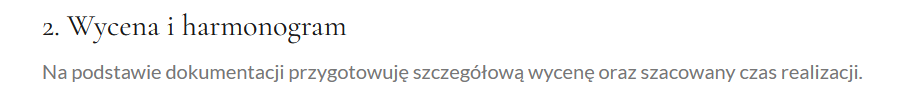 2. Wycena i harmonogram
Na podstawie dokumentacji przygotowuję szczegółową wycenę oraz szacowany czas realizacji.